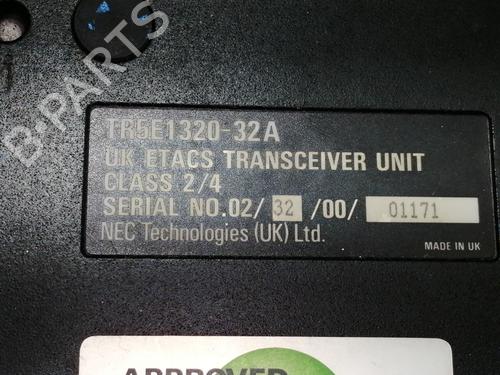 B-PARTS
TR5E1320-32A
UK ETACS TRANSCEIVER UNIT
CLASS 2/4
SERIAL NO.02/ 32 /00/ 01171
NEC Technologies (UK) Ltd.
MADE IN UK
APPROVED